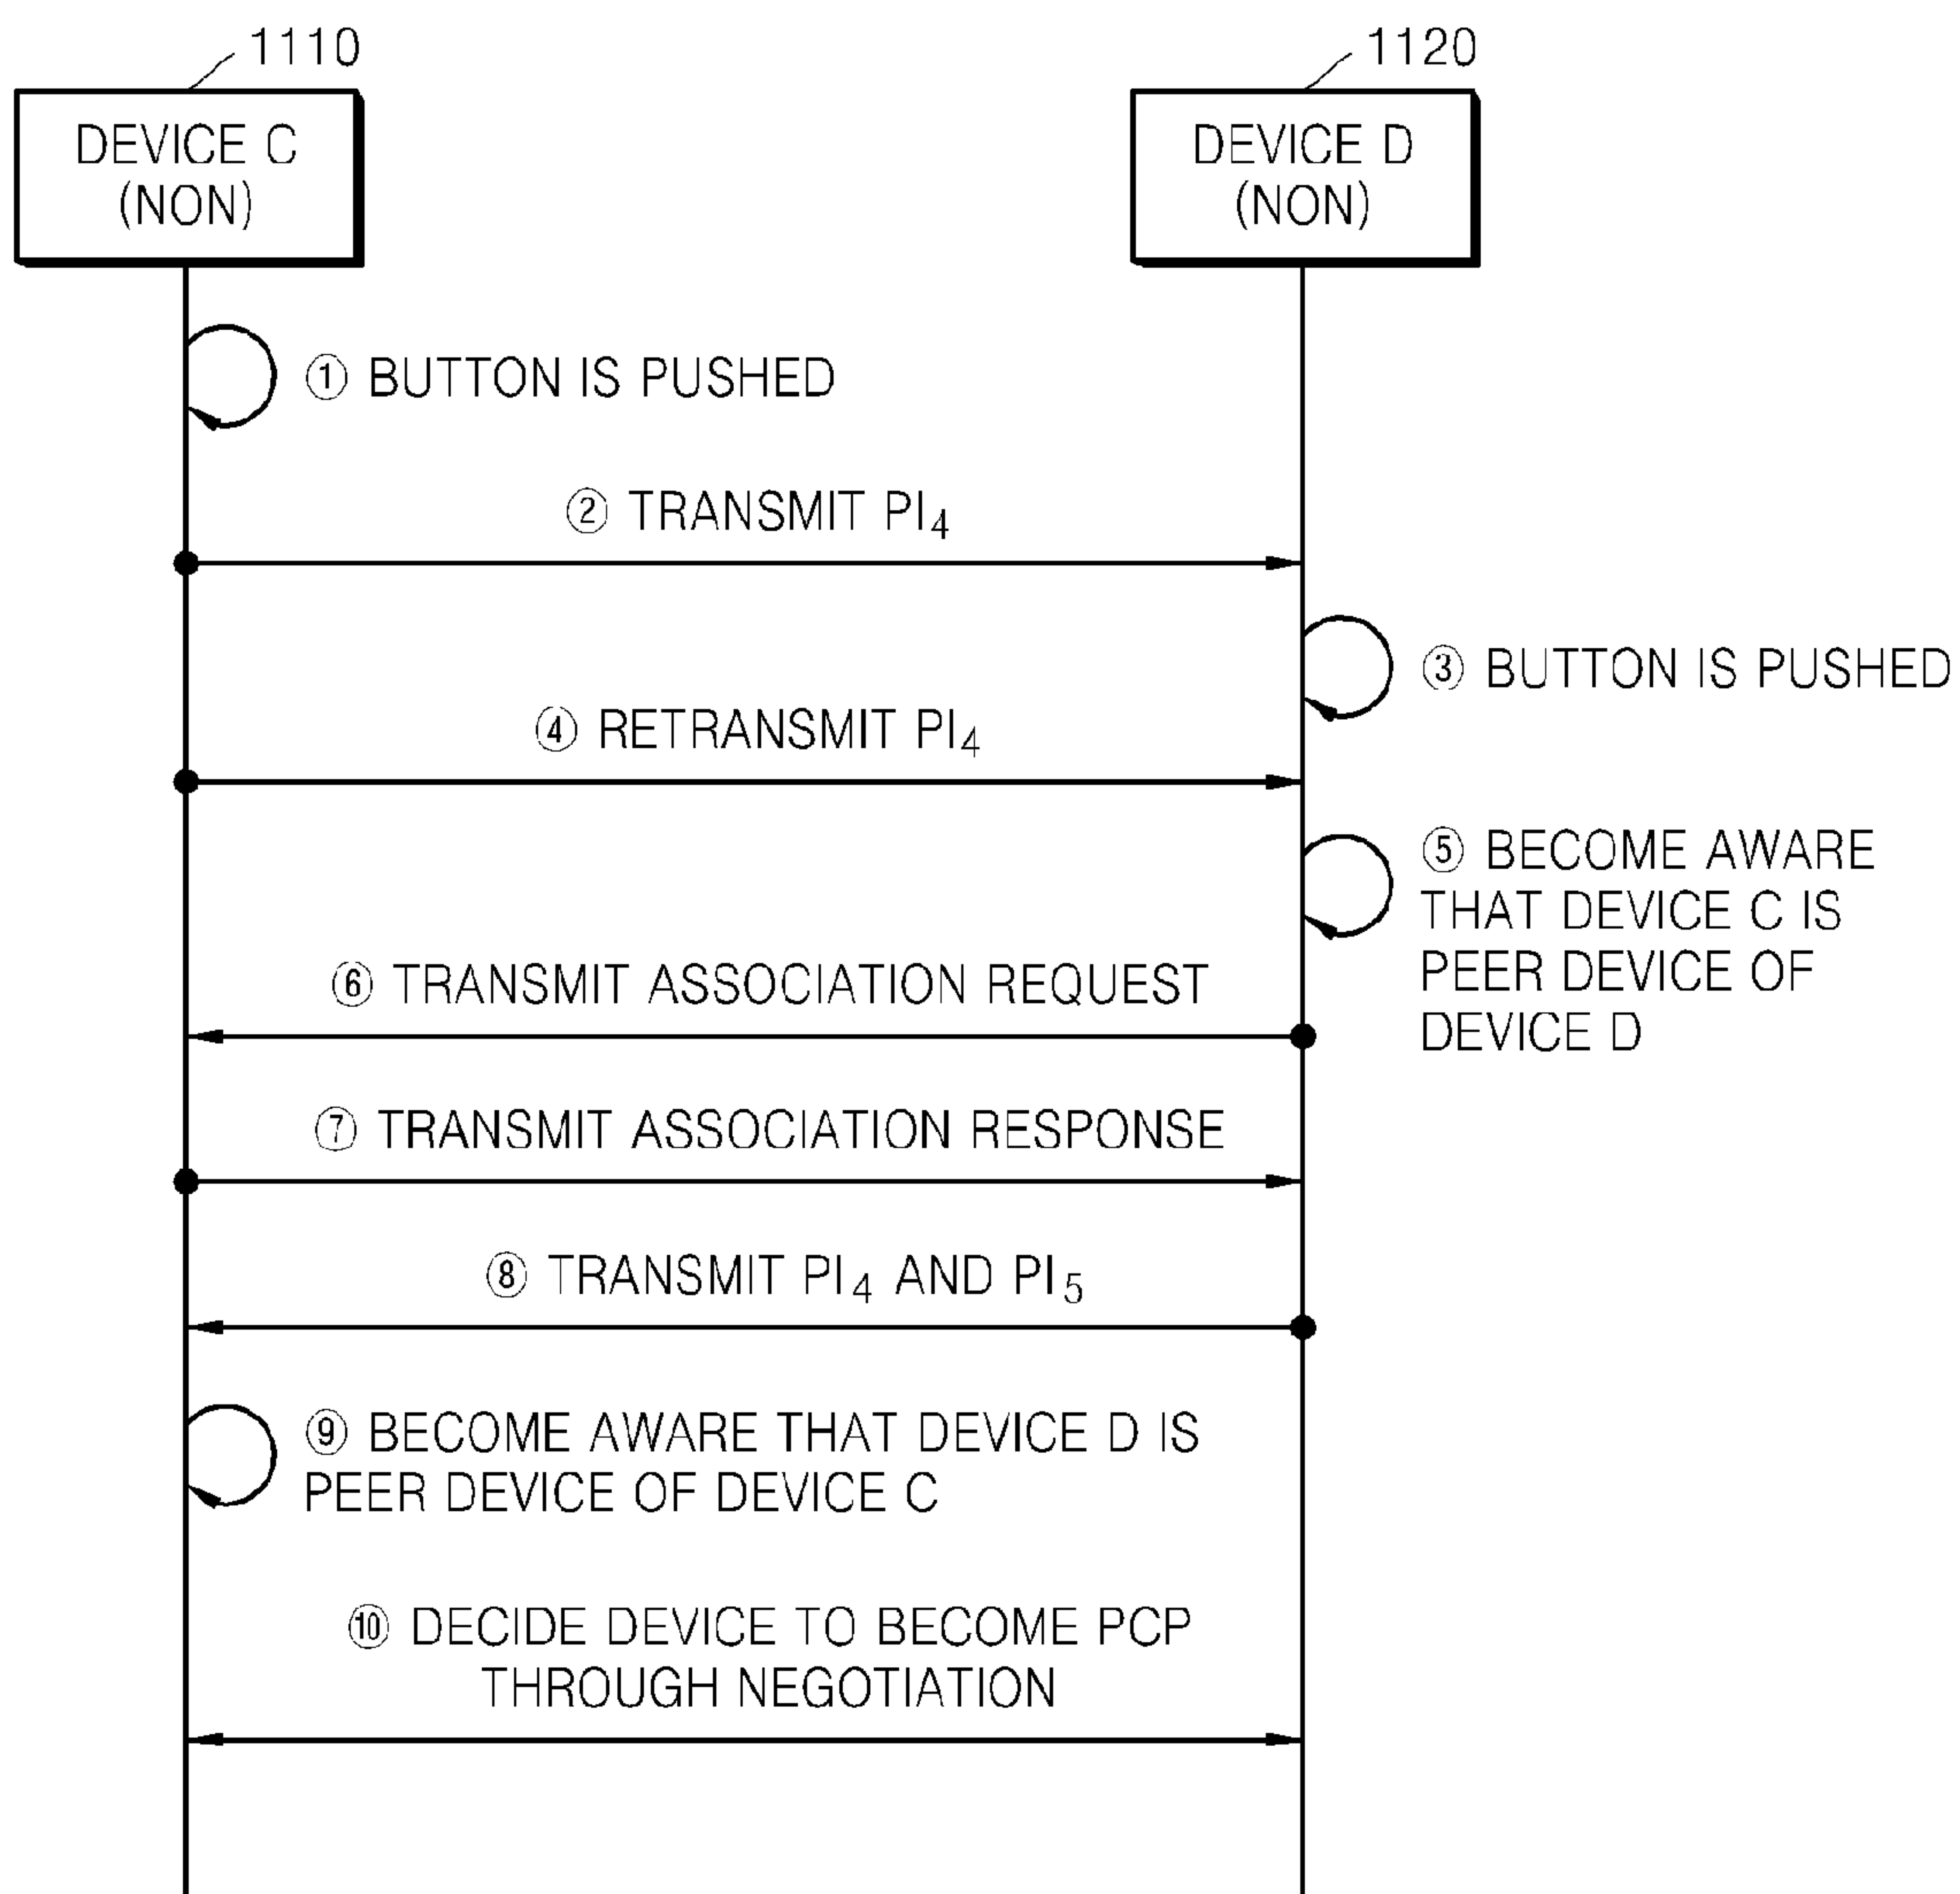 1110
1120
DEVICE C
(NON)
DEVICE D
(NON)
① BUTTON IS PUSHED
② TRANSMIT PI₄
③ BUTTON IS PUSHED
④ RETRANSMIT PI₄
⑤ BECOME AWARE
THAT DEVICE C IS
PEER DEVICE OF
DEVICE D
⑥ TRANSMIT ASSOCIATION REQUEST
⑦ TRANSMIT ASSOCIATION RESPONSE
⑧ TRANSMIT PI₄ AND PI₅
⑨ BECOME AWARE THAT DEVICE D IS
PEER DEVICE OF DEVICE C
⑩ DECIDE DEVICE TO BECOME PCP
THROUGH NEGOTIATION